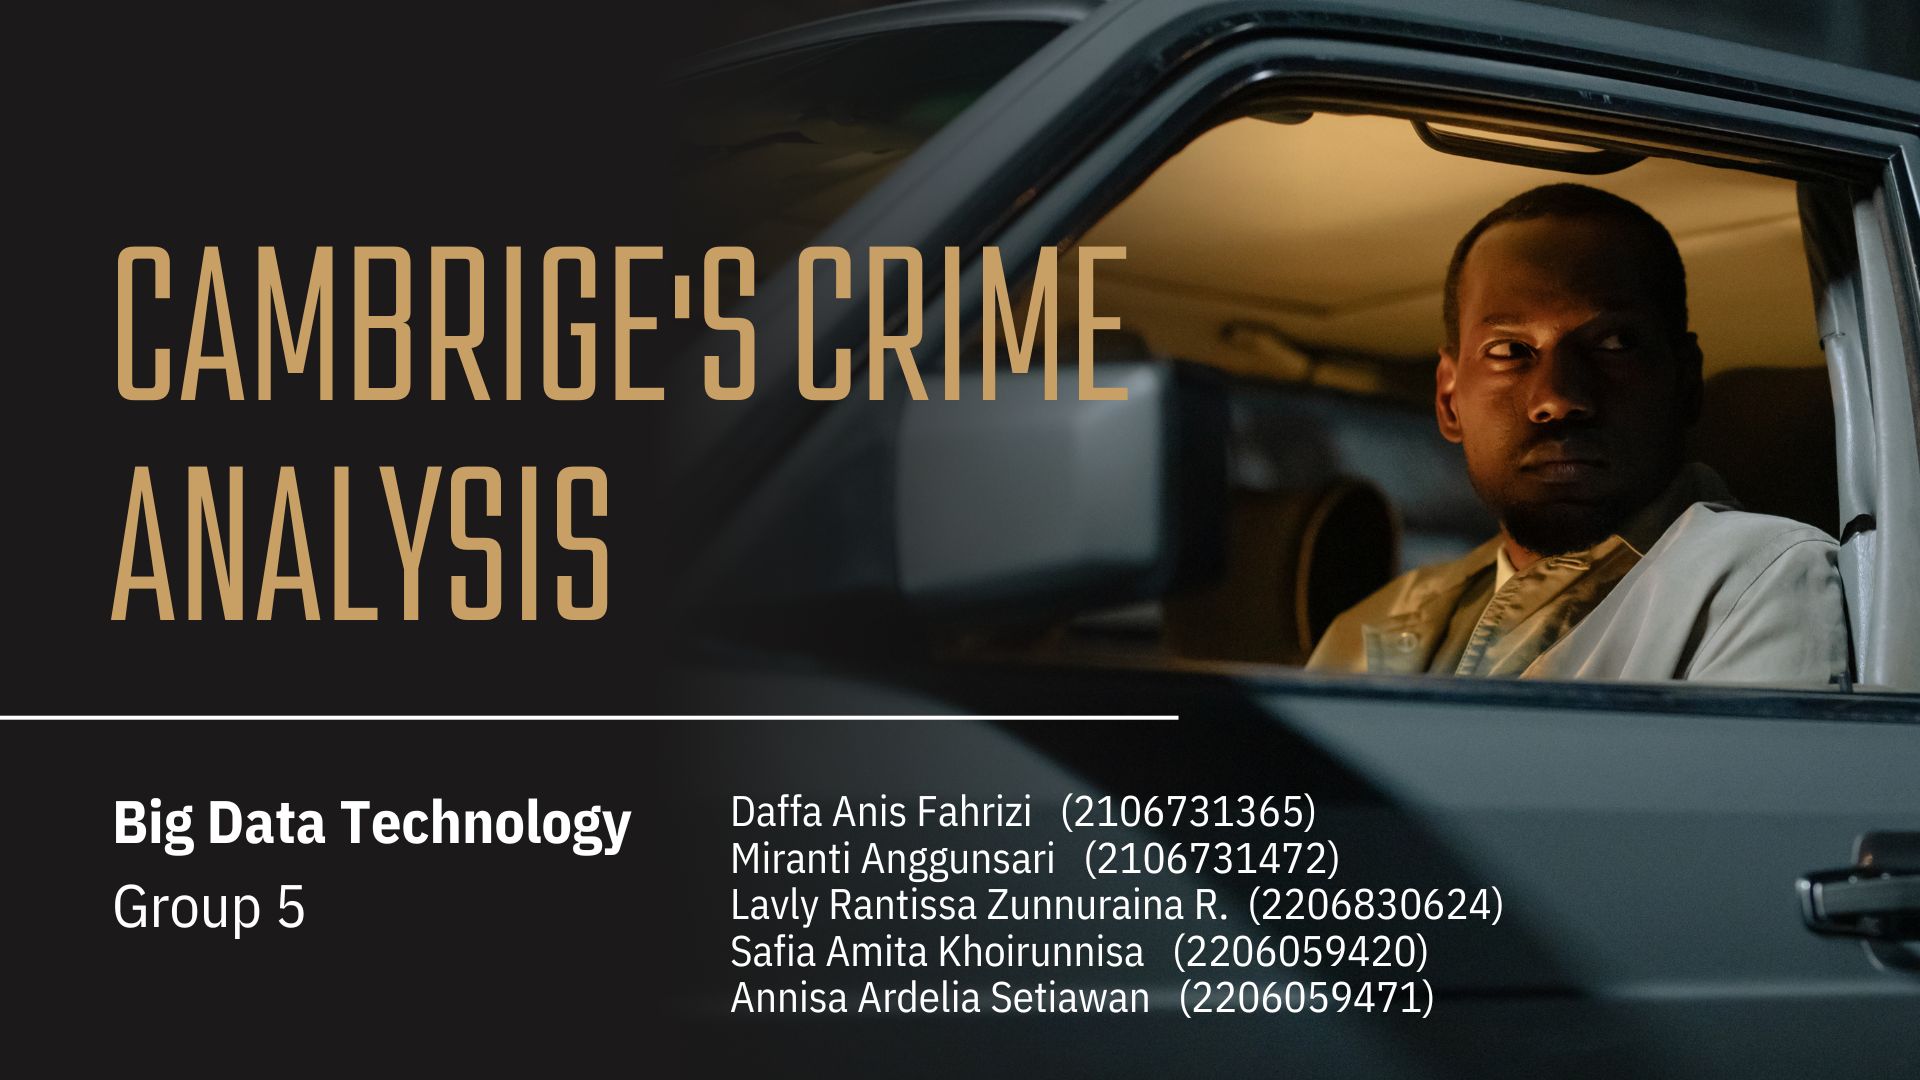 CAMBRIGE'S CRIME
ANALYSIS
Big Data Technology
Group 5
Daffa Anis Fahrizi (2106731365)
Miranti Anggunsari (2106731472)
Lavly Rantissa Zunnuraina R. (2206830624)
Safia Amita Khoirunnisa (2206059420)
Annisa Ardelia Setiawan (2206059471)